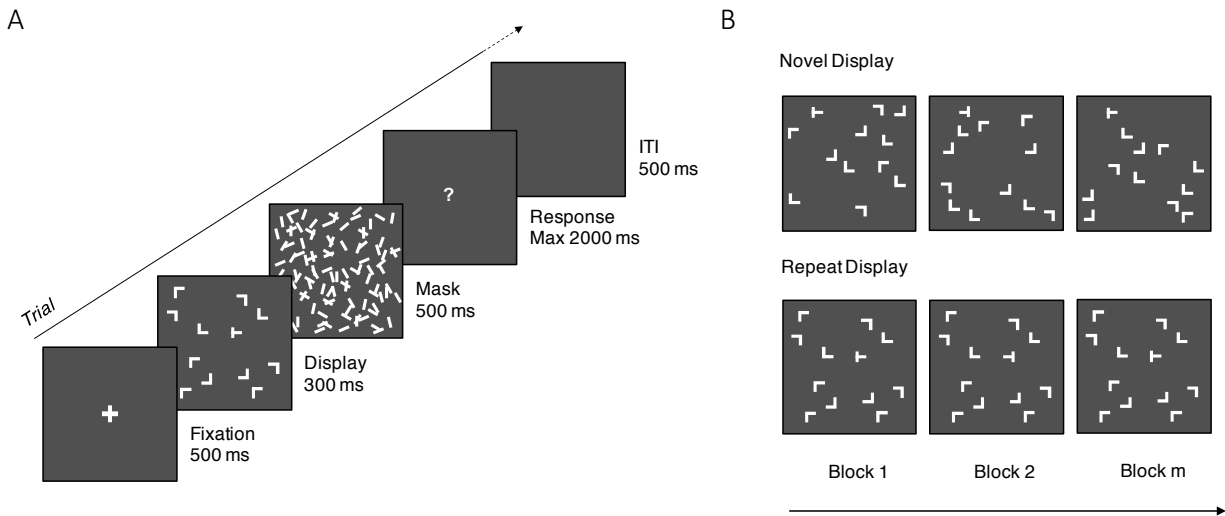 A
Trial
Fixation
500 ms
Display
300 ms
Mask
500 ms
?
Response
Max 2000 ms
ITI
500 ms
B
Novel Display
Repeat Display
Block 1
Block 2
Block m